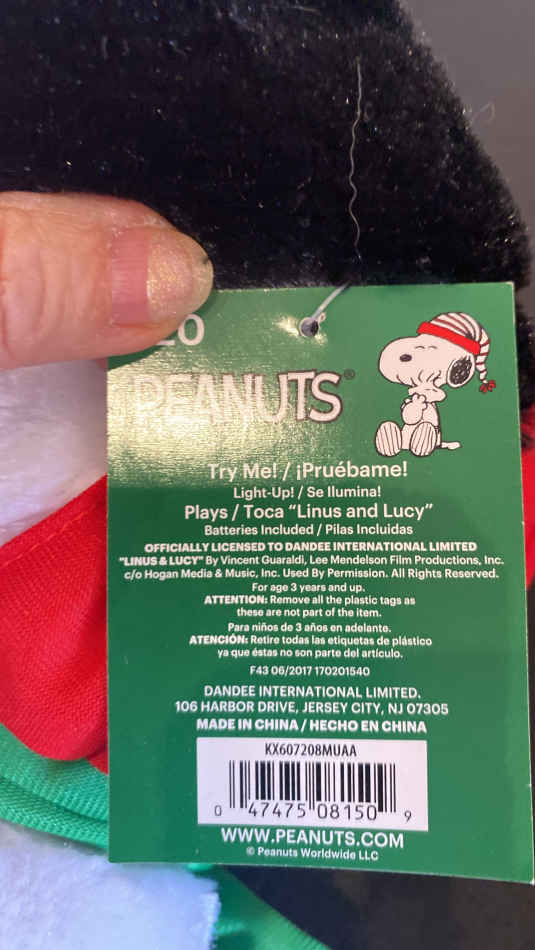 PEANUTS®
Try Me! / ¡Pruébame!
Light-Up! / Se Ilumina!
Plays / Toca “Linus and Lucy”
Batteries Included / Pilas Incluidas
OFFICIALLY LICENSED TO DANDEE INTERNATIONAL LIMITED
"LINUS & LUCY" By Vincent Guaraldi, Lee Mendelson Film Productions, Inc.
c/o Hogan Media & Music, Inc. Used By Permission. All Rights Reserved.
For age 3 years and up.
ATTENTION: Remove all the plastic tags as
these are not part of the item.
Para niños de 3 años en adelante.
ATENCIÓN: Retire todas las etiquetas de plástico
ya que éstas no son parte del artículo.
F43 06/2017 170201540
DANDEE INTERNATIONAL LIMITED.
106 HARBOR DRIVE, JERSEY CITY, NJ 07305
MADE IN CHINA / HECHO EN CHINA
KX607208MUAA
0 47475 08150 9
WWW.PEANUTS.COM
© Peanuts Worldwide LLC